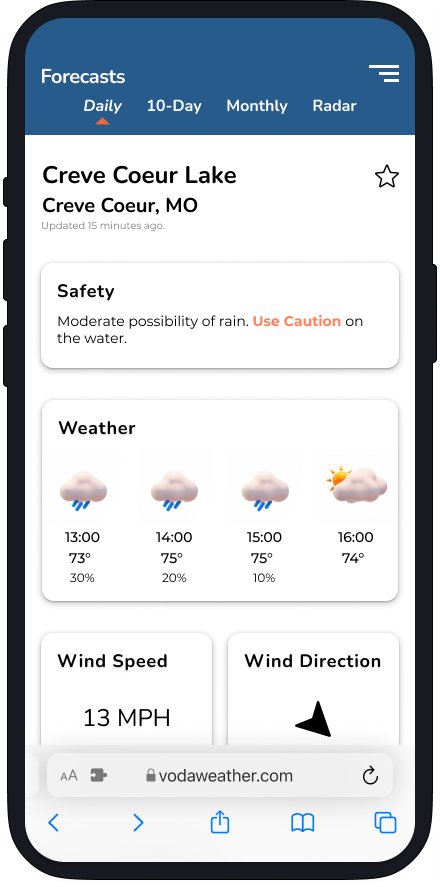 Forecasts
Daily 10-Day Monthly Radar
Creve Coeur Lake
Creve Coeur, MO
Updated 15 minutes ago.
Safety
Moderate possibility of rain. Use Caution on
the water.
Weather
13:00 14:00 15:00 16:00
73° 75° 75° 74°
30% 20% 10%
Wind Speed Wind Direction
13 MPH
AA vodaweather.com